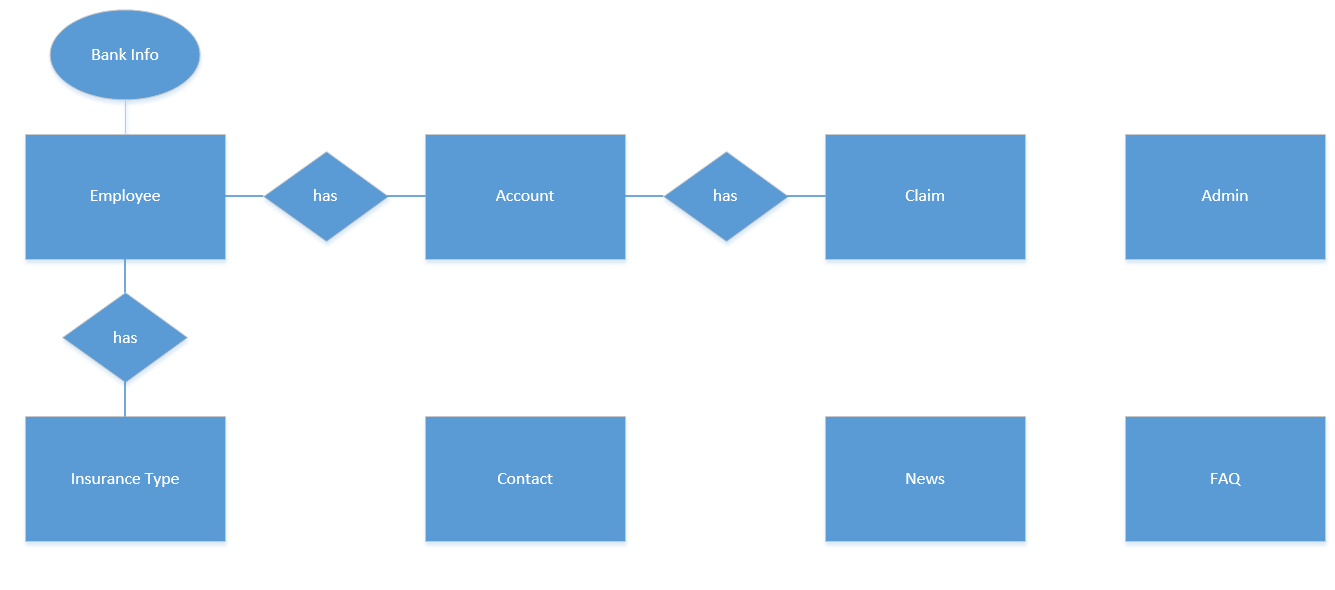 Bank Info
Employee
has
Account
has
Claim
Admin
has
Insurance Type
Contact
News
FAQ